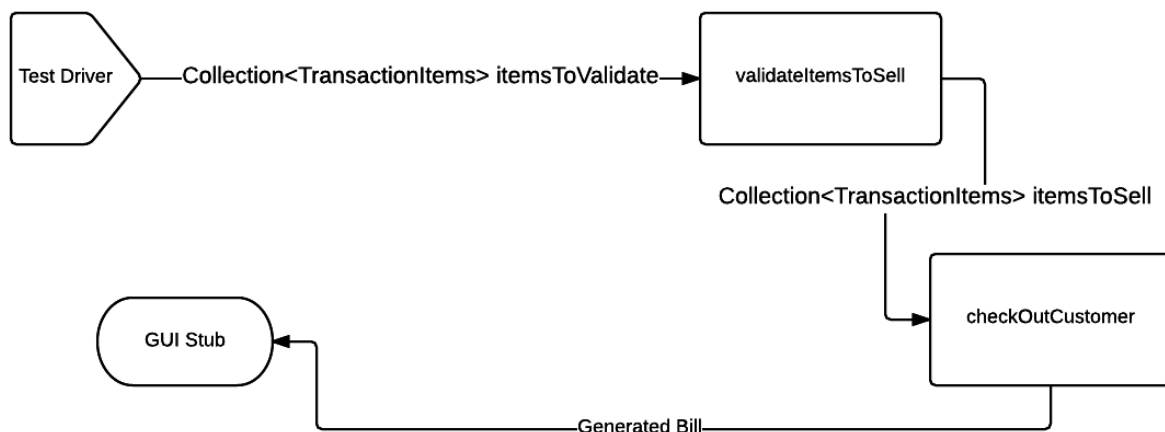 Test Driver
Collection<TransactionItems> itemsToValidate
validateItemsToSell
Collection<TransactionItems> itemsToSell
checkOutCustomer
GUI Stub
Generated Bill